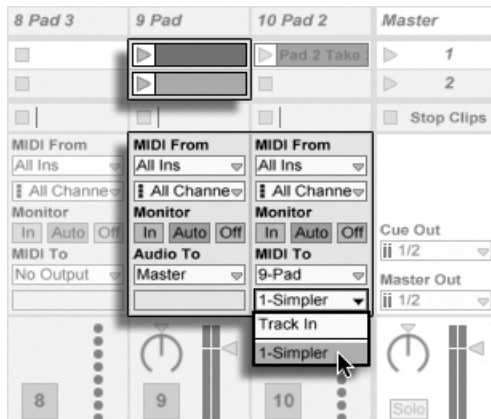 8 Pad 3
9 Pad
10 Pad 2
Master
Pad 2 Take
1
2
Stop Clips
MIDI From
All Ins
All Channe
Monitor
In Auto Off
MIDI To
No Output
MIDI From
All Ins
All Channe
Monitor
In Auto Off
Audio To
Master
MIDI From
All Ins
All Channe
Monitor
In Auto Off
MIDI To
9-Pad
1-Simpler
Track In
1-Simpler
Cue Out
ii 1/2
Master Out
ii 1/2
8
9
10
Solo